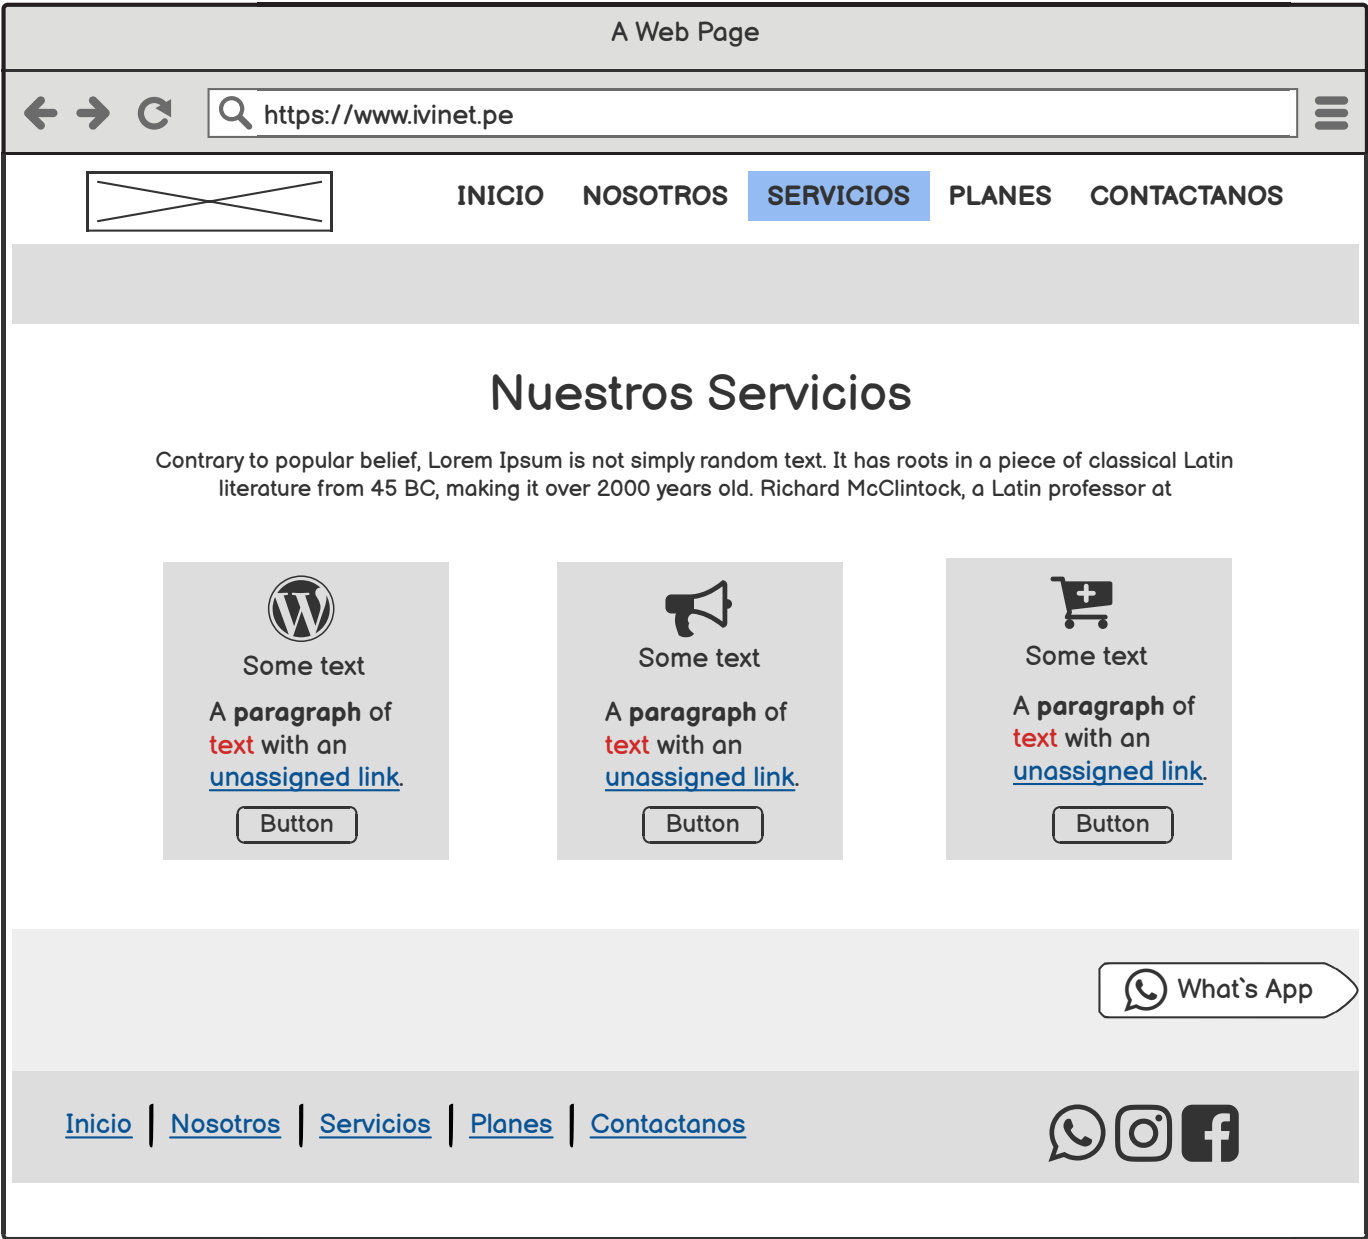 A Web Page
https://www.ivinet.pe
INICIO NOSOTROS SERVICIOS PLANES CONTACTANOS
Nuestros Servicios
Contrary to popular belief, Lorem Ipsum is not simply random text. It has roots in a piece of classical Latin
literature from 45 BC, making it over 2000 years old. Richard McClintock, a Latin professor at
Some text
A paragraph of
text with an
unassigned link.
Button
Some text
A paragraph of
text with an
unassigned link.
Button
Some text
A paragraph of
text with an
unassigned link.
Button
What`s App
Inicio Nosotros Servicios Planes Contactanos